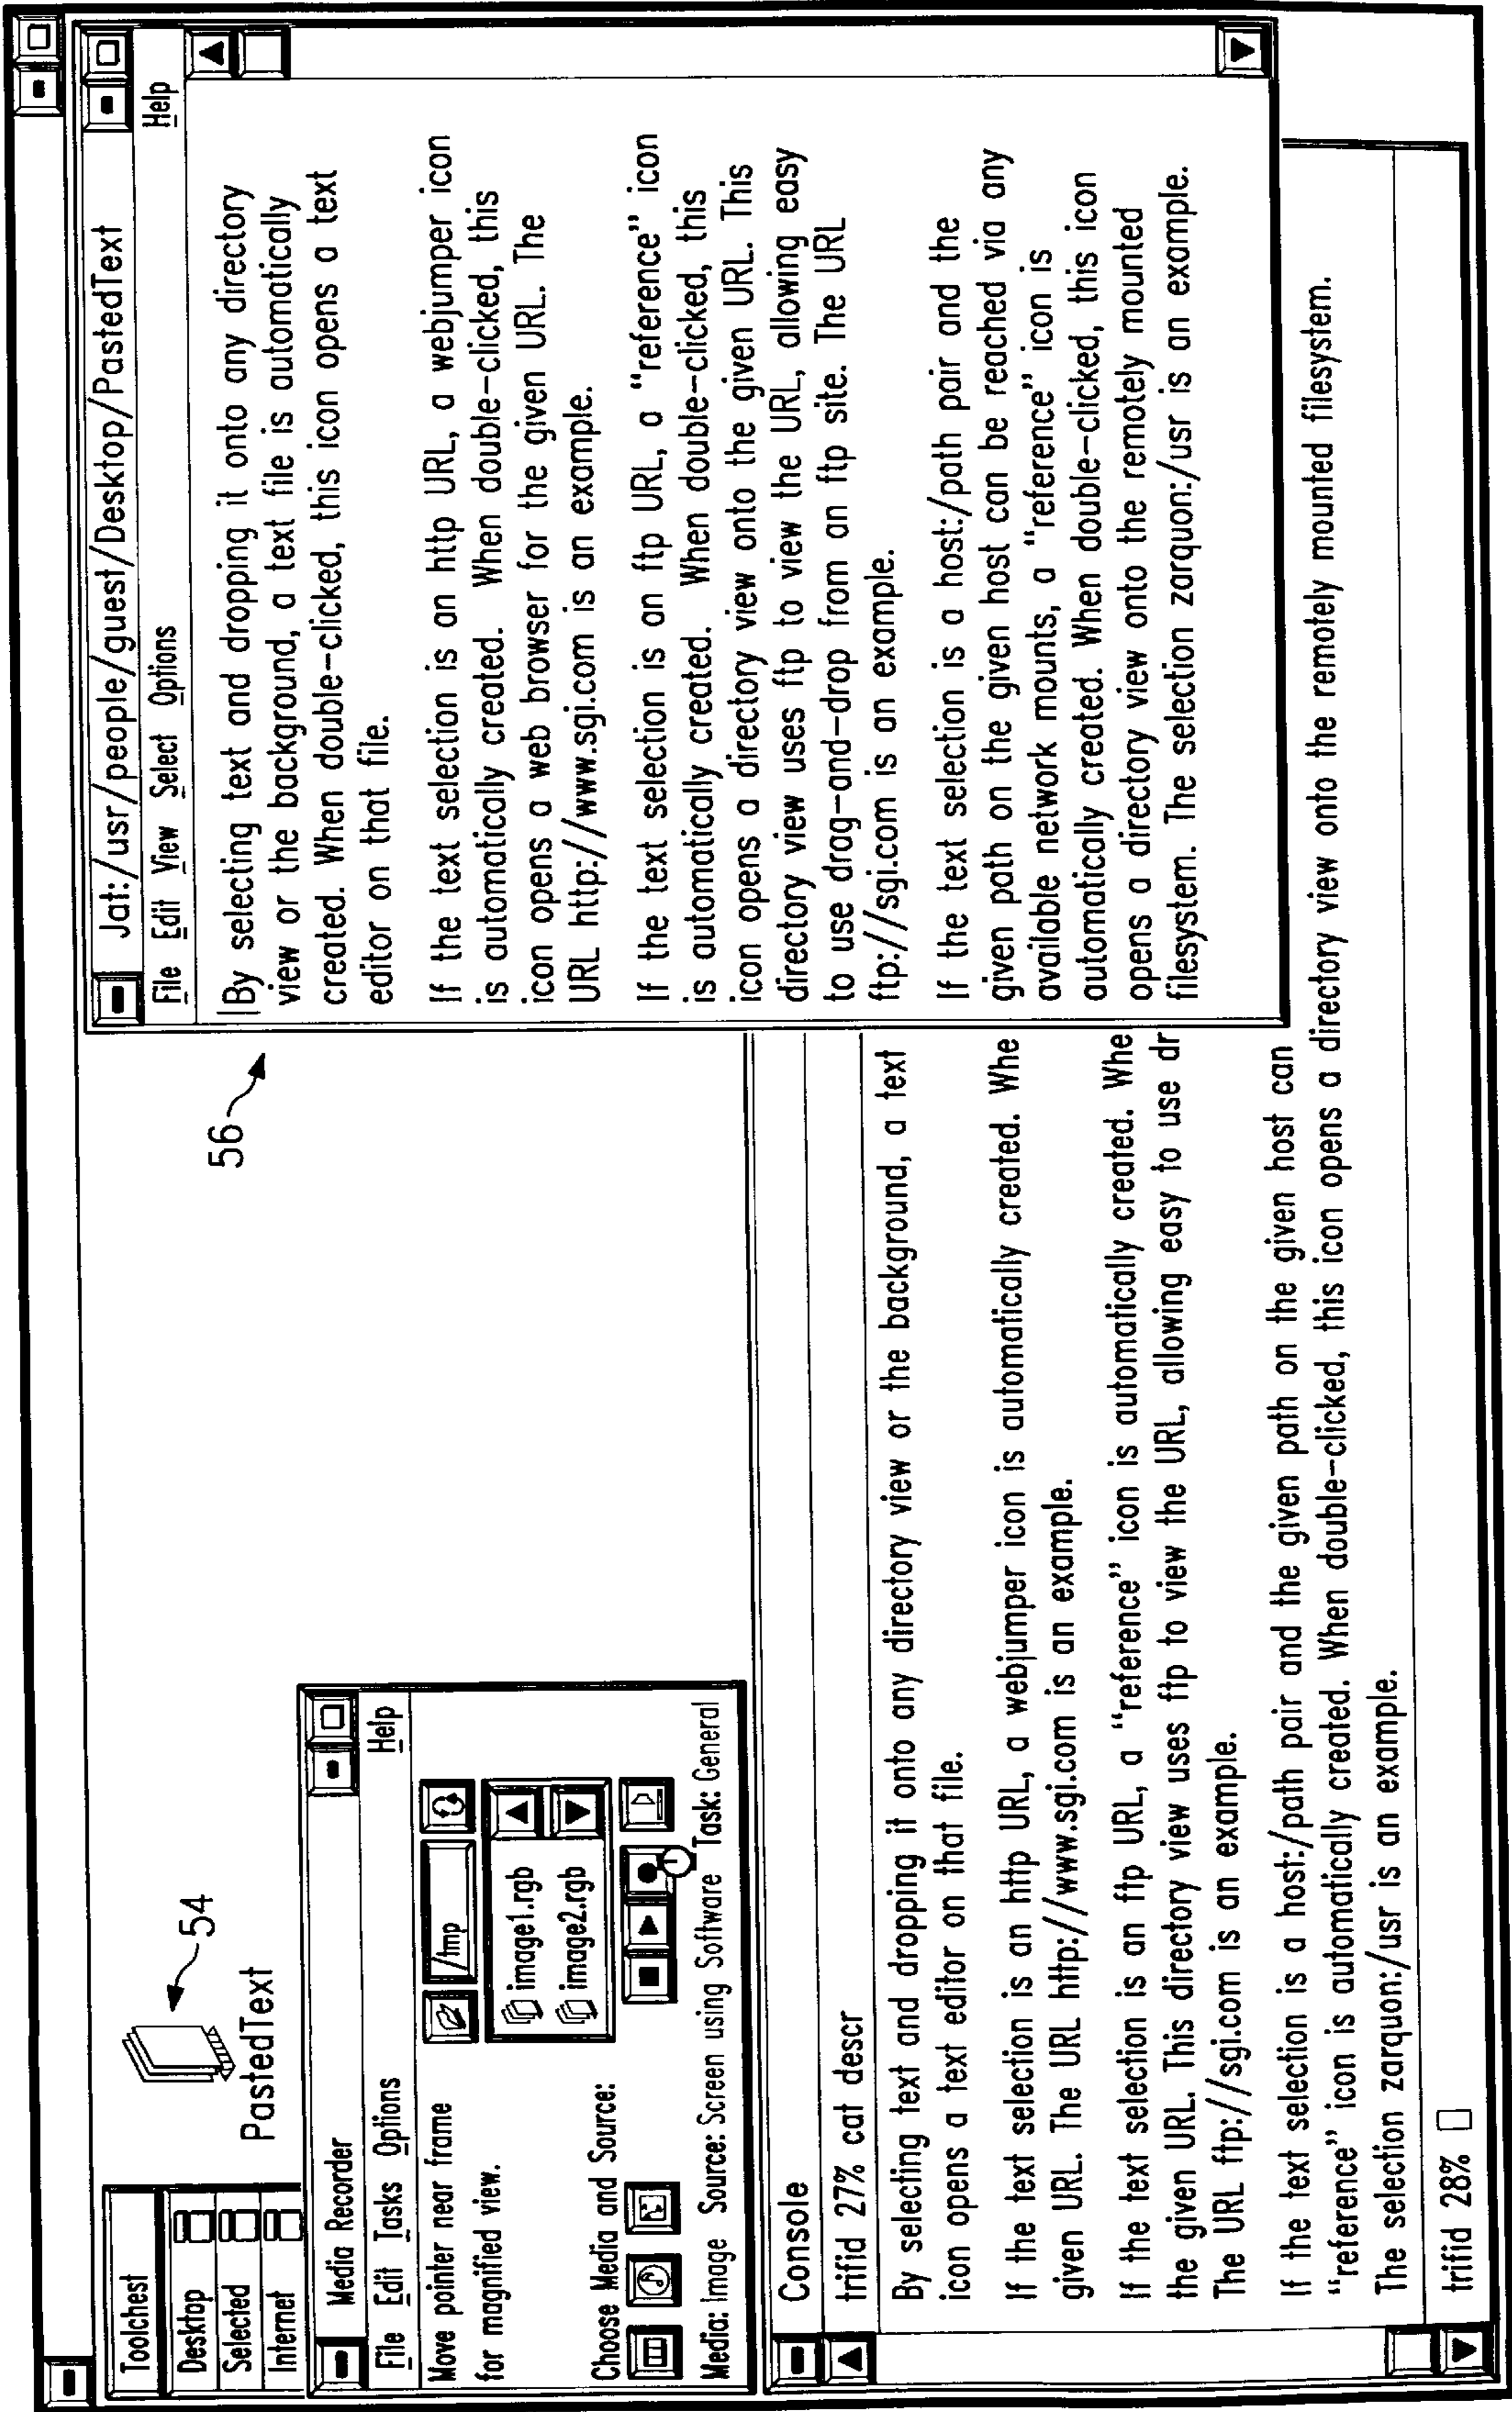 Toolchest
Desktop
Selected
Internet
54
PastedText
56
Media Recorder
File Edit Tasks Options Help
Move pointer near frame
for magnified view.
/tmp
image1.rgb
image2.rgb
Choose Media and Source:
Media: Image Source: Screen using Software Task: General
Jat:/usr/people/guest/Desktop/PastedText
File Edit View Select Options Help
By selecting text and dropping it onto any directory
view or the background, a text file is automatically
created. When double-clicked, this icon opens a text
editor on that file.
If the text selection is an http URL, a webjumper icon
is automatically created. When double-clicked, this
icon opens a web browser for the given URL. The
URL http://www.sgi.com is an example.
If the text selection is an ftp URL, a “reference” icon
is automatically created. When double-clicked, this
icon opens a directory view onto the given URL. This
directory view uses ftp to view the URL, allowing easy
to use drag-and-drop from an ftp site. The URL
ftp://sgi.com is an example.
If the text selection is a host:/path pair and the
given path on the given host can be reached via any
available network mounts, a “reference” icon is
automatically created. When double-clicked, this icon
opens a directory view onto the remotely mounted
filesystem. The selection zarquon:/usr is an example.
Console
trifid 27% cat descr
By selecting text and dropping it onto any directory view or the background, a text
icon opens a text editor on that file.
If the text selection is an http URL, a webjumper icon is automatically created. Whe
given URL. The URL http://www.sgi.com is an example.
If the text selection is an ftp URL, a “reference” icon is automatically created. Whe
the given URL. This directory view uses ftp to view the URL, allowing easy to use dr
The URL ftp://sgi.com is an example.
If the text selection is a host:/path pair and the given path on the given host can
“reference” icon is automatically created. When double-clicked, this icon opens a directory view onto the remotely mounted filesystem.
The selection zarquon:/usr is an example.
trifid 28%